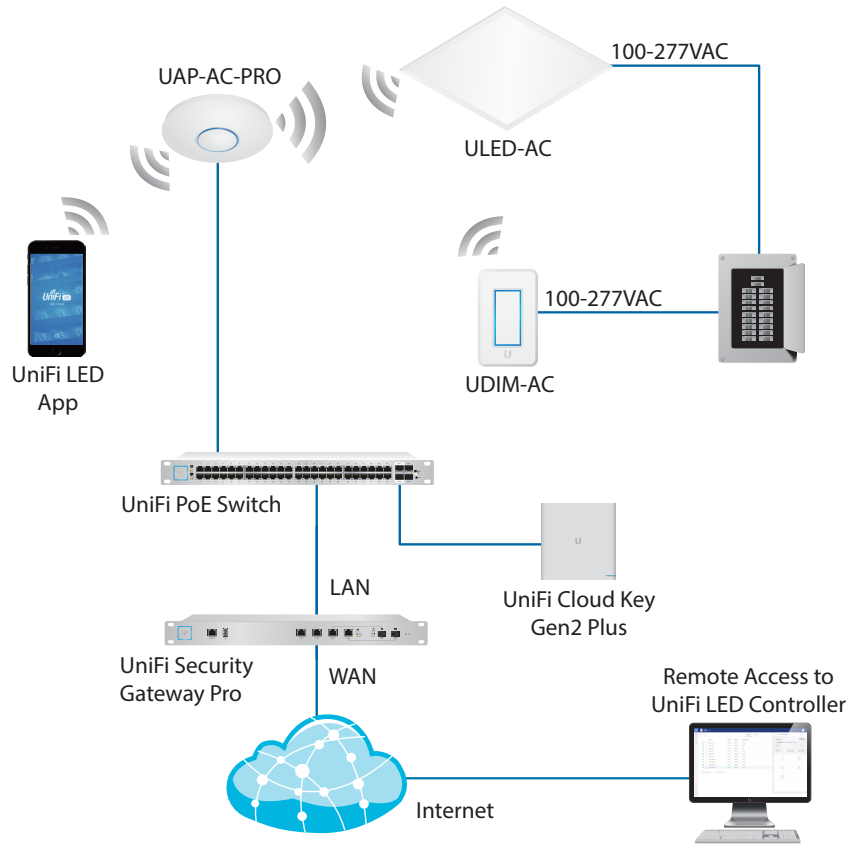 100-277VAC
UAP-AC-PRO
ULED-AC
UniFi
100-277VAC
U
UniFi LED
App
UDIM-AC
UniFi PoE Switch
U
LAN
UniFi Cloud Key
Gen2 Plus
UniFi Security
Gateway Pro
WAN
Remote Access to
UniFi LED Controller
Internet